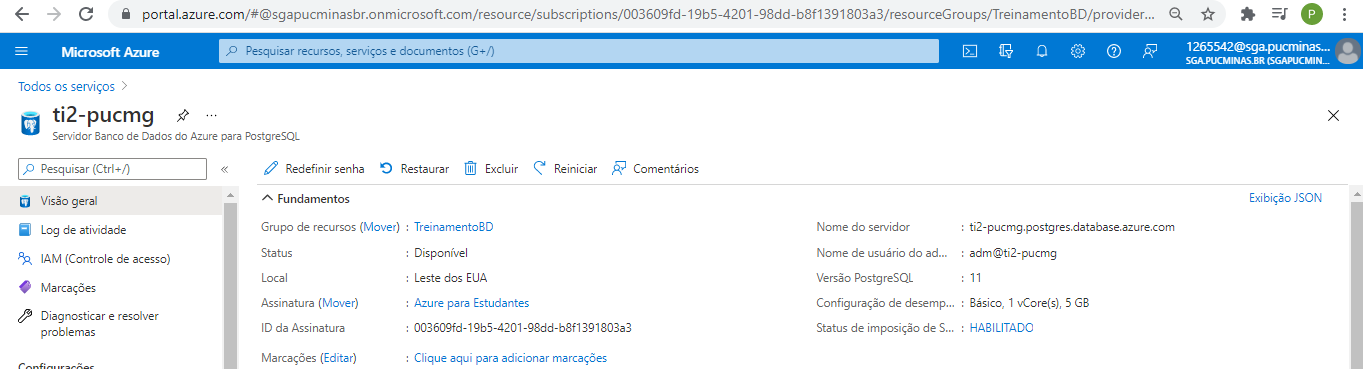 portal.azure.com/#@sgapucminasbr.onmicrosoft.com/resource/subscriptions/003609fd-19b5-4201-98dd-b8f1391803a3/resourceGroups/TreinamentoBD/provider...
P
Microsoft Azure
Pesquisar recursos, serviços e documentos (G+/)
1265542@sga.pucminas...
SGA.PUCMINAS.BR (SGAPUCMIN...
Todos os serviços
ti2-pucmg
...
Servidor Banco de Dados do Azure para PostgreSQL
Pesquisar (Ctrl+/)
«
Redefinir senha
Restaurar
Excluir
Reiniciar
Comentários
Visão geral
Log de atividade
IAM (Controle de acesso)
Marcações
Diagnosticar e resolver
problemas
Configurações
Fundamentos
Exibição JSON
Grupo de recursos (Mover) : TreinamentoBD
Status : Disponível
Local : Leste dos EUA
Assinatura (Mover) : Azure para Estudantes
ID da Assinatura : 003609fd-19b5-4201-98dd-b8f1391803a3
Marcações (Editar) : Clique aqui para adicionar marcações
Nome do servidor : ti2-pucmg.postgres.database.azure.com
Nome de usuário do ad... : adm@ti2-pucmg
Versão PostgreSQL : 11
Configuração de desemp... : Básico, 1 vCore(s), 5 GB
Status de imposição de S... : HABILITADO